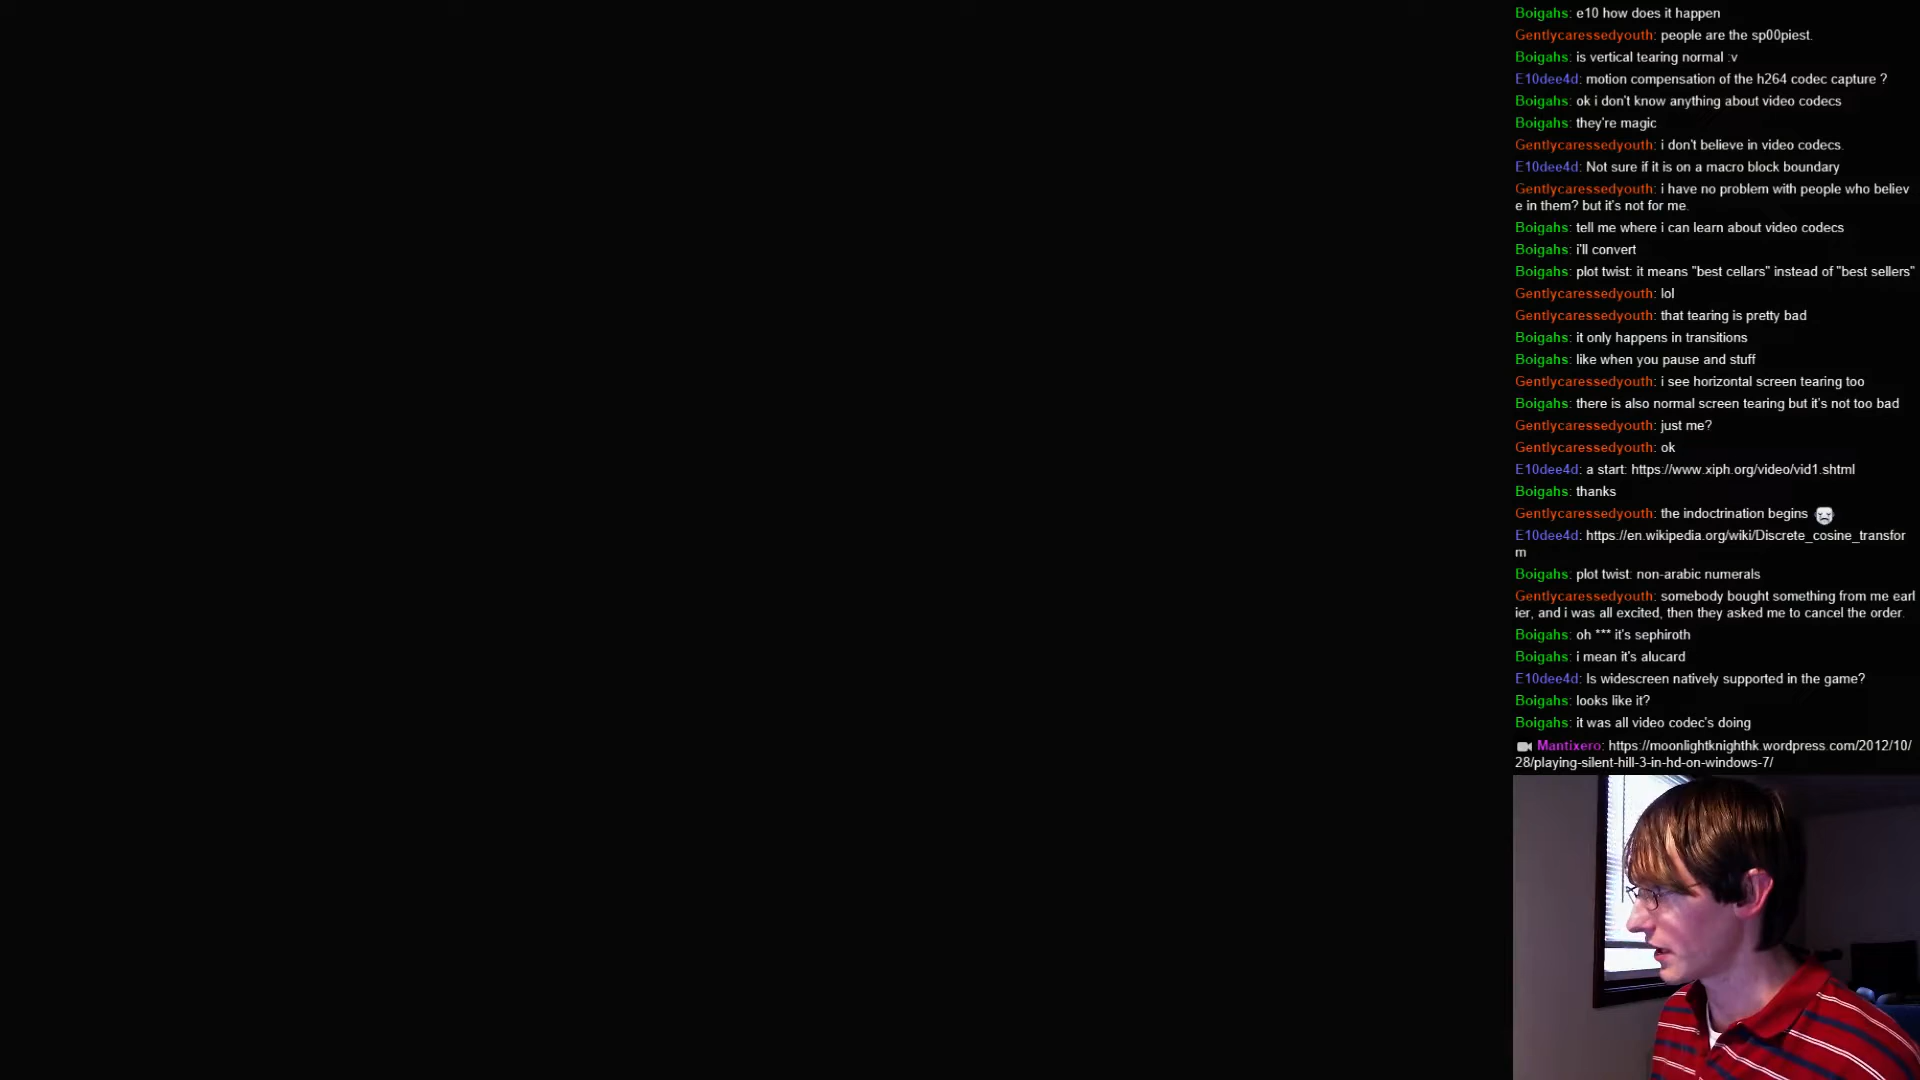 Boigahs: e10 how does it happen
Gentlycaressedyouth: people are the sp00piest.
Boigahs: is vertical tearing normal :v
E10dee4d: motion compensation of the h264 codec capture ?
Boigahs: ok i don't know anything about video codecs
Boigahs: they're magic
Gentlycaressedyouth: i don't believe in video codecs.
E10dee4d: Not sure if it is on a macro block boundary
Gentlycaressedyouth: i have no problem with people who believ
e in them? but it's not for me.
Boigahs: tell me where i can learn about video codecs
Boigahs: i'll convert
Boigahs: plot twist: it means "best cellars" instead of "best sellers"
Gentlycaressedyouth: lol
Gentlycaressedyouth: that tearing is pretty bad
Boigahs: it only happens in transitions
Boigahs: like when you pause and stuff
Gentlycaressedyouth: i see horizontal screen tearing too
Boigahs: there is also normal screen tearing but it's not too bad
Gentlycaressedyouth: just me?
Gentlycaressedyouth: ok
E10dee4d: a start: https://www.xiph.org/video/vid1.shtml
Boigahs: thanks
Gentlycaressedyouth: the indoctrination begins
E10dee4d: https://en.wikipedia.org/wiki/Discrete_cosine_transfor
m
Boigahs: plot twist: non-arabic numerals
Gentlycaressedyouth: somebody bought something from me earl
ier, and i was all excited, then they asked me to cancel the order.
Boigahs: oh *** it's sephiroth
Boigahs: i mean it's alucard
E10dee4d: Is widescreen natively supported in the game?
Boigahs: looks like it?
Boigahs: it was all video codec's doing
Mantixero: https://moonlightknighthk.wordpress.com/2012/10/
28/playing-silent-hill-3-in-hd-on-windows-7/